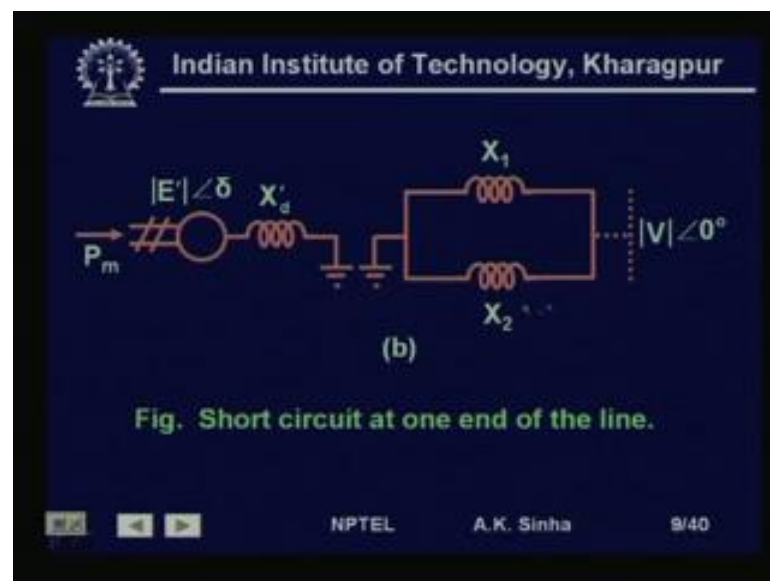 Indian Institute of Technology, Kharagpur
X₁
|E'|∠δ X'd
|V|∠0°
Pm
X₂
(b)
Fig. Short circuit at one end of the line.
NPTEL A.K. Sinha 9/40